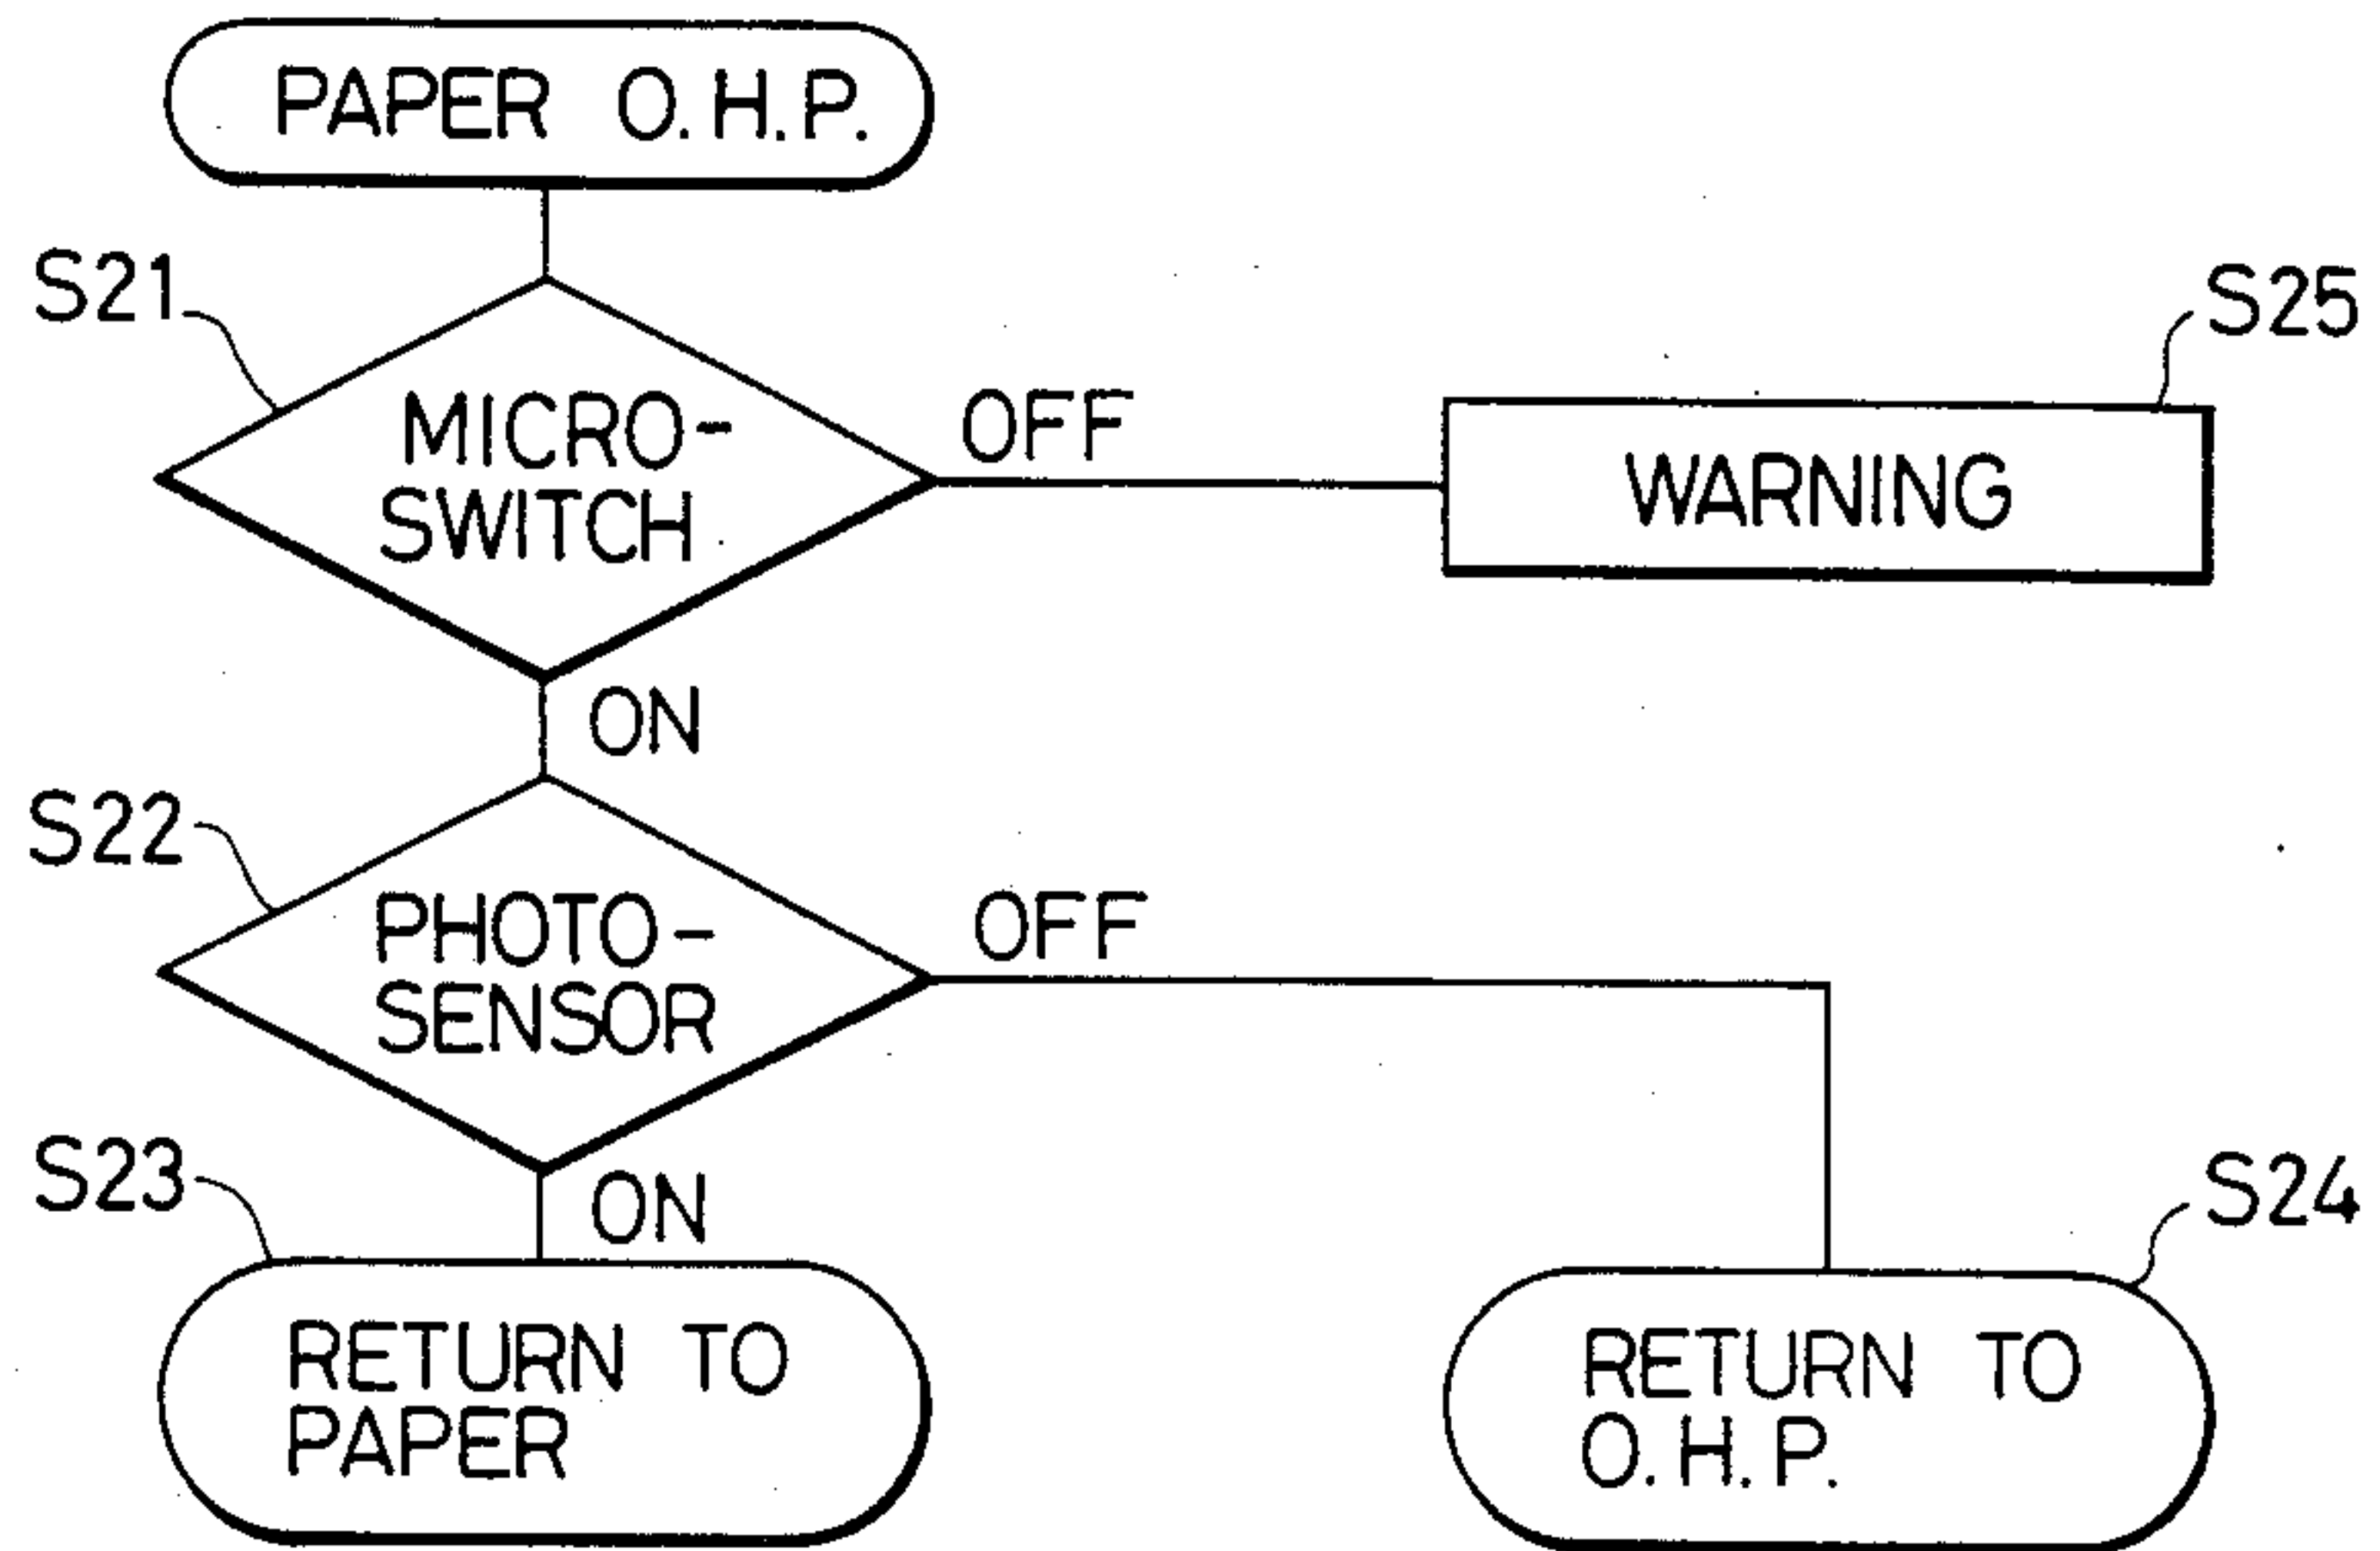 PAPER O.H.P.
S21
S25
MICRO-
SWITCH
OFF
WARNING
ON
S22
PHOTO-
SENSOR
OFF
S23
ON
S24
RETURN TO
PAPER
RETURN TO
O.H.P.